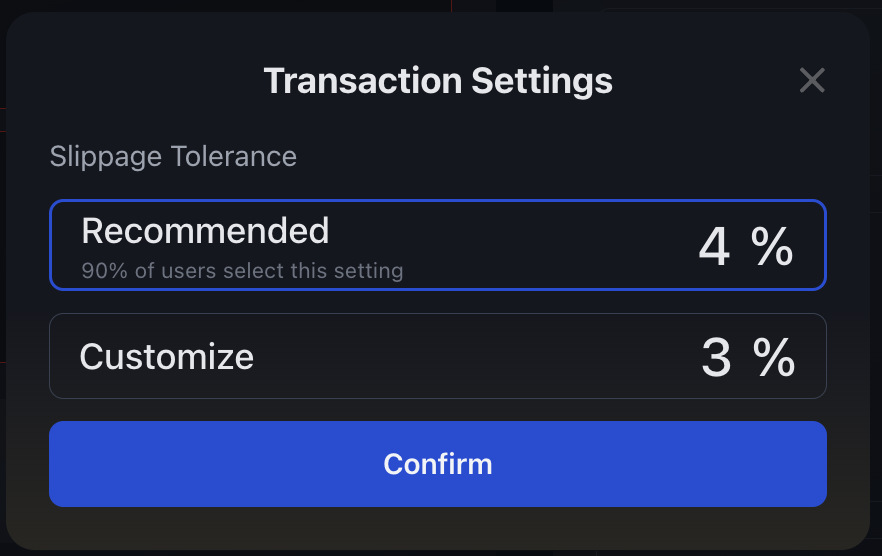 Transaction Settings
Slippage Tolerance
Recommended
90% of users select this setting
4 %
Customize
3 %
Confirm